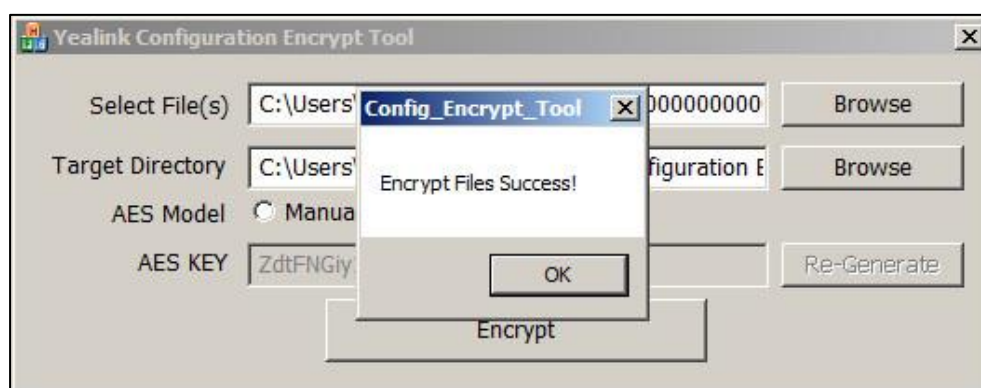 Yealink Configuration Encrypt Tool
Select File(s) C:\Users\ 000000000 Browse
Config_Encrypt_Tool
Target Directory C:\Users\ figuration E Browse
Encrypt Files Success!
AES Model Manua
AES KEY ZdtFNGiy Re-Generate
OK
Encrypt